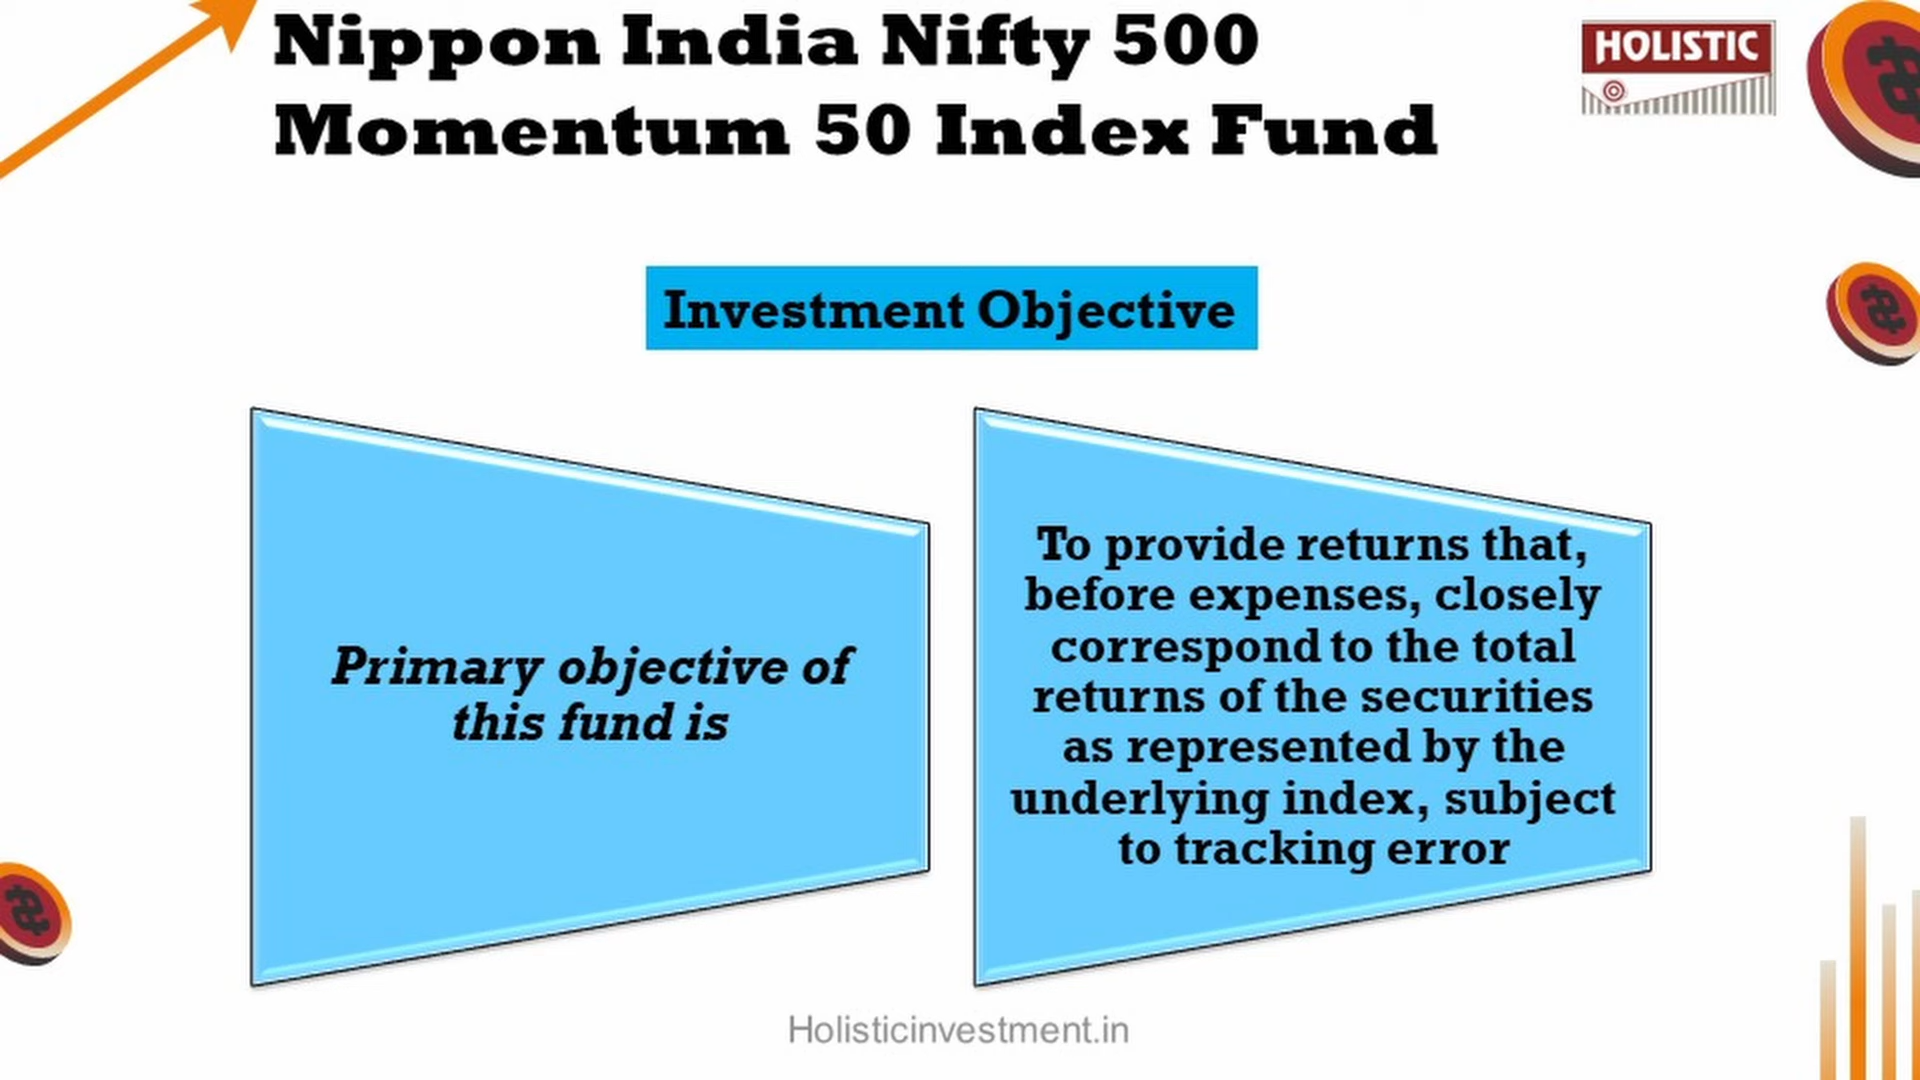 Nippon India Nifty 500
Momentum 50 Index Fund
HOLISTIC
Investment Objective
Primary objective of
this fund is
To provide returns that,
before expenses, closely
correspond to the total
returns of the securities
as represented by the
underlying index, subject
to tracking error
Holisticinvestment.in